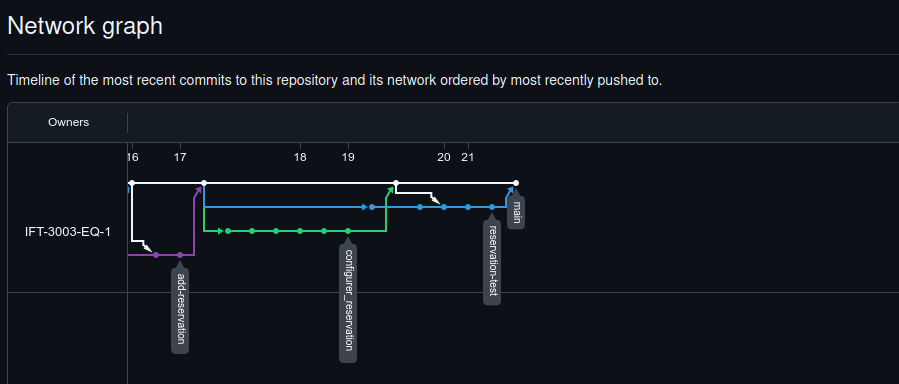 Network graph
Timeline of the most recent commits to this repository and its network ordered by most recently pushed to.
Owners
16 17 18 19 20 21
IFT-3003-EQ-1
add-reservation
configurer_reservation
reservation-test
main